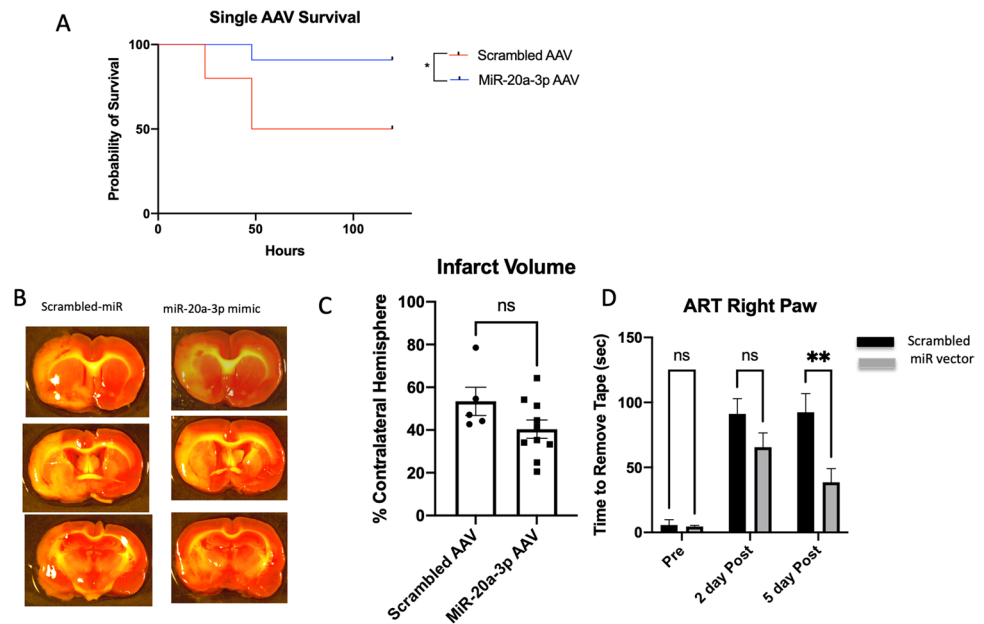 A
Single AAV Survival
Probability of Survival
100
50
0
0
50
100
Hours
*
Scrambled AAV
MiR-20a-3p AAV
B
Scrambled-miR
miR-20a-3p mimic
C
Infarct Volume
% Contralateral Hemisphere
100
80
60
40
20
0
ns
Scrambled AAV
MiR-20a-3p AAV
D
ART Right Paw
Time to Remove Tape (sec)
150
100
50
0
ns
ns
**
Pre
2 day Post
5 day Post
Scrambled
miR vector